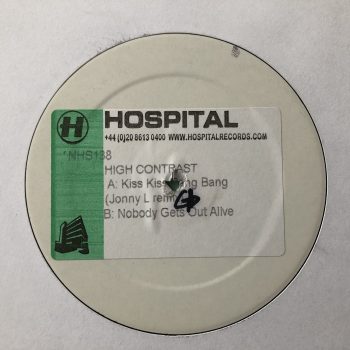 H HOSPITAL
+44 (0)20 8613 0400 WWW.HOSPITALRECORDS.COM
*NHS138
HIGH CONTRAST
A: Kiss Kiss Bang
(Jonny L
B: Nobody Gets Out Alive